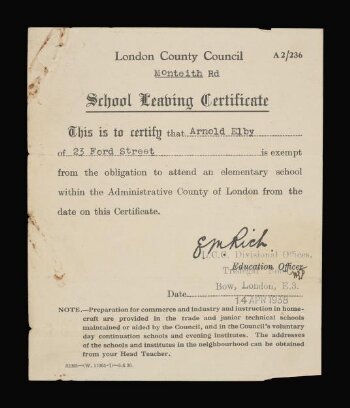 London County Council A2/236
Monteith Rd
School Leaving Certificate
This is to certify that Arnold Elby
of 23 Ford Street is exempt
from the obligation to attend an elementary school
within the Administrative County of London from the
date on this Certificate.
E M Rich
L.C.C. Divisional Offices,
Education Officer
Bow, London, E.3.
Date
14 APR 1938
NOTE.—Preparation for commerce and industry and instruction in home-
craft are provided in the trade and junior technical schools
maintained or aided by the Council, and in the Council's voluntary
day continuation schools and evening institutes. The addresses
of the schools and institutes in the neighbourhood can be obtained
from your Head Teacher.